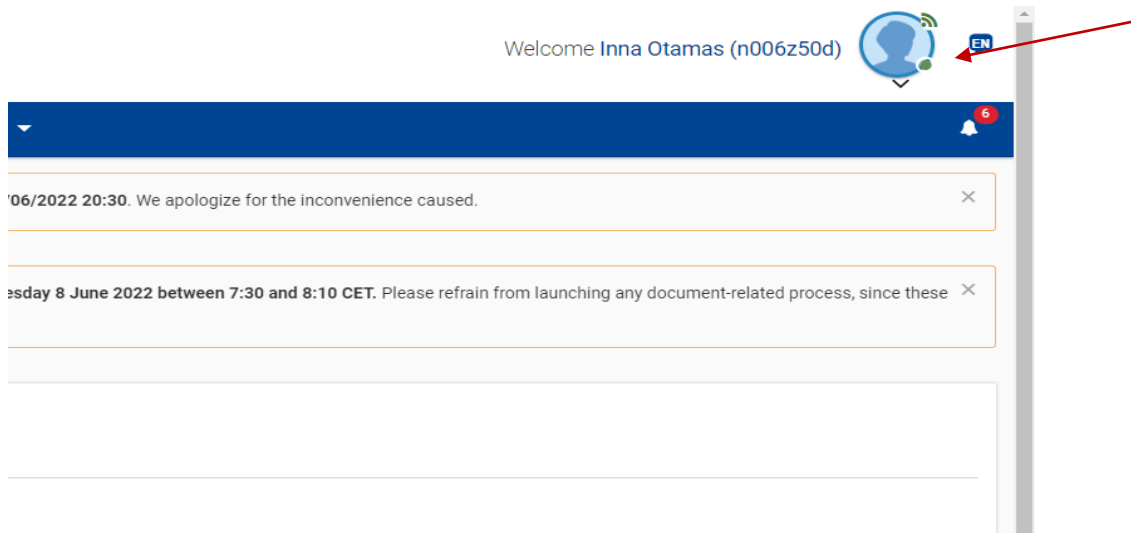 Welcome Inna Otamas (n006z50d)
EN
6
06/2022 20:30. We apologize for the inconvenience caused.
8 June 2022 between 7:30 and 8:10 CET. Please refrain from launching any document-related process, since these